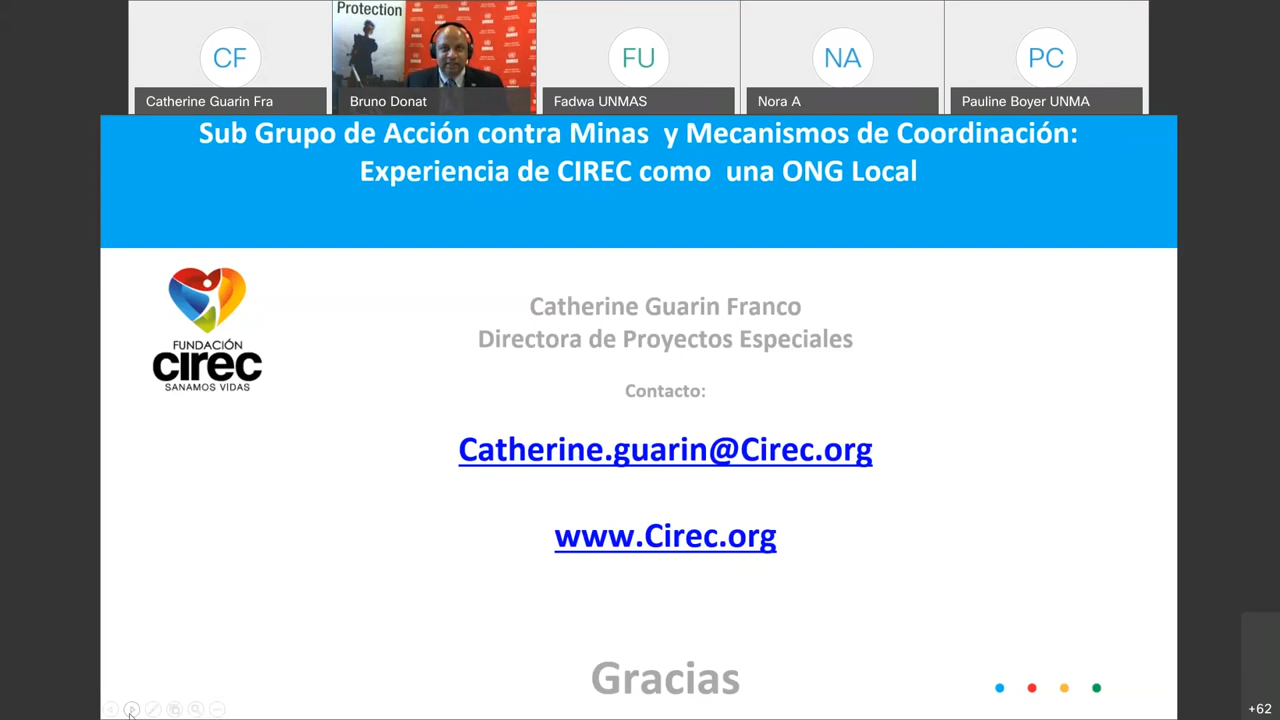 Protection
CF
FU
NA
PC
Catherine Guarin Fra
Bruno Donat
Fadwa UNMAS
Nora A
Pauline Boyer UNMA
Sub Grupo de Acción contra Minas y Mecanismos de Coordinación:
Experiencia de CIREC como una ONG Local
FUNDACIÓN
cirec
SANAMOS VIDAS
Catherine Guarin Franco
Directora de Proyectos Especiales
Contacto:
Catherine.guarin@Cirec.org
www.Cirec.org
Gracias
+62